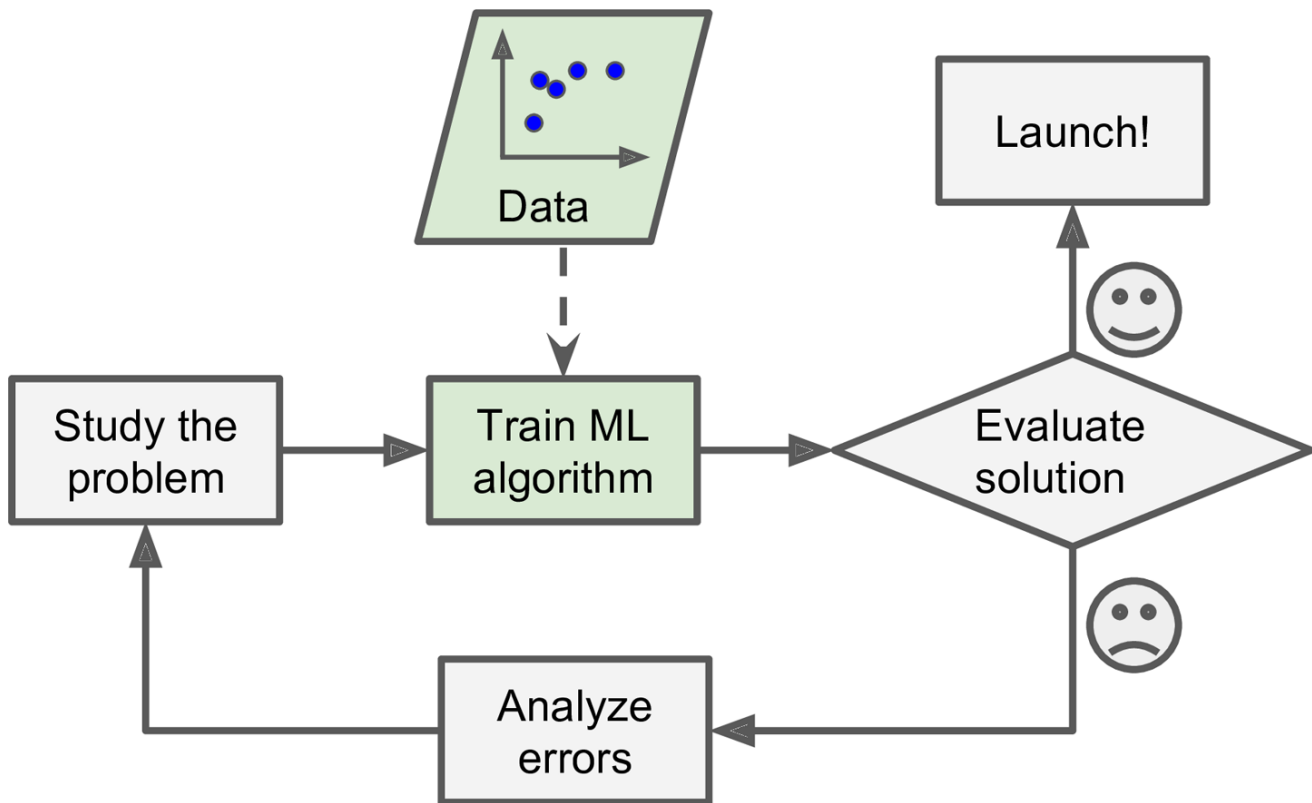 Data
Launch!
Study the
problem
Train ML
algorithm
Evaluate
solution
Analyze
errors